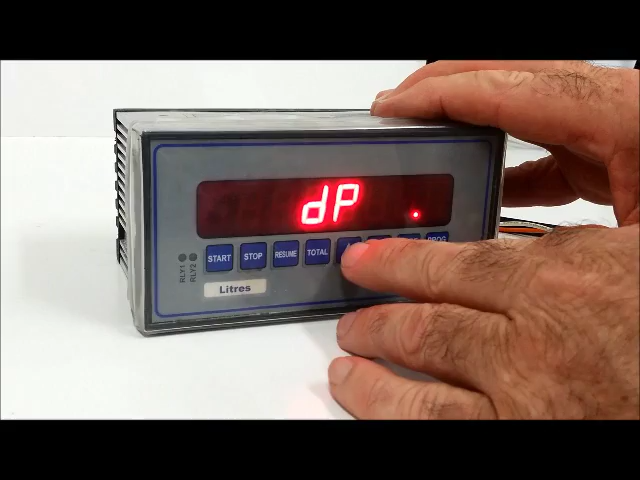 dP .
START STOP RESUME TOTAL PROG
RLY1
RLY2
Litres